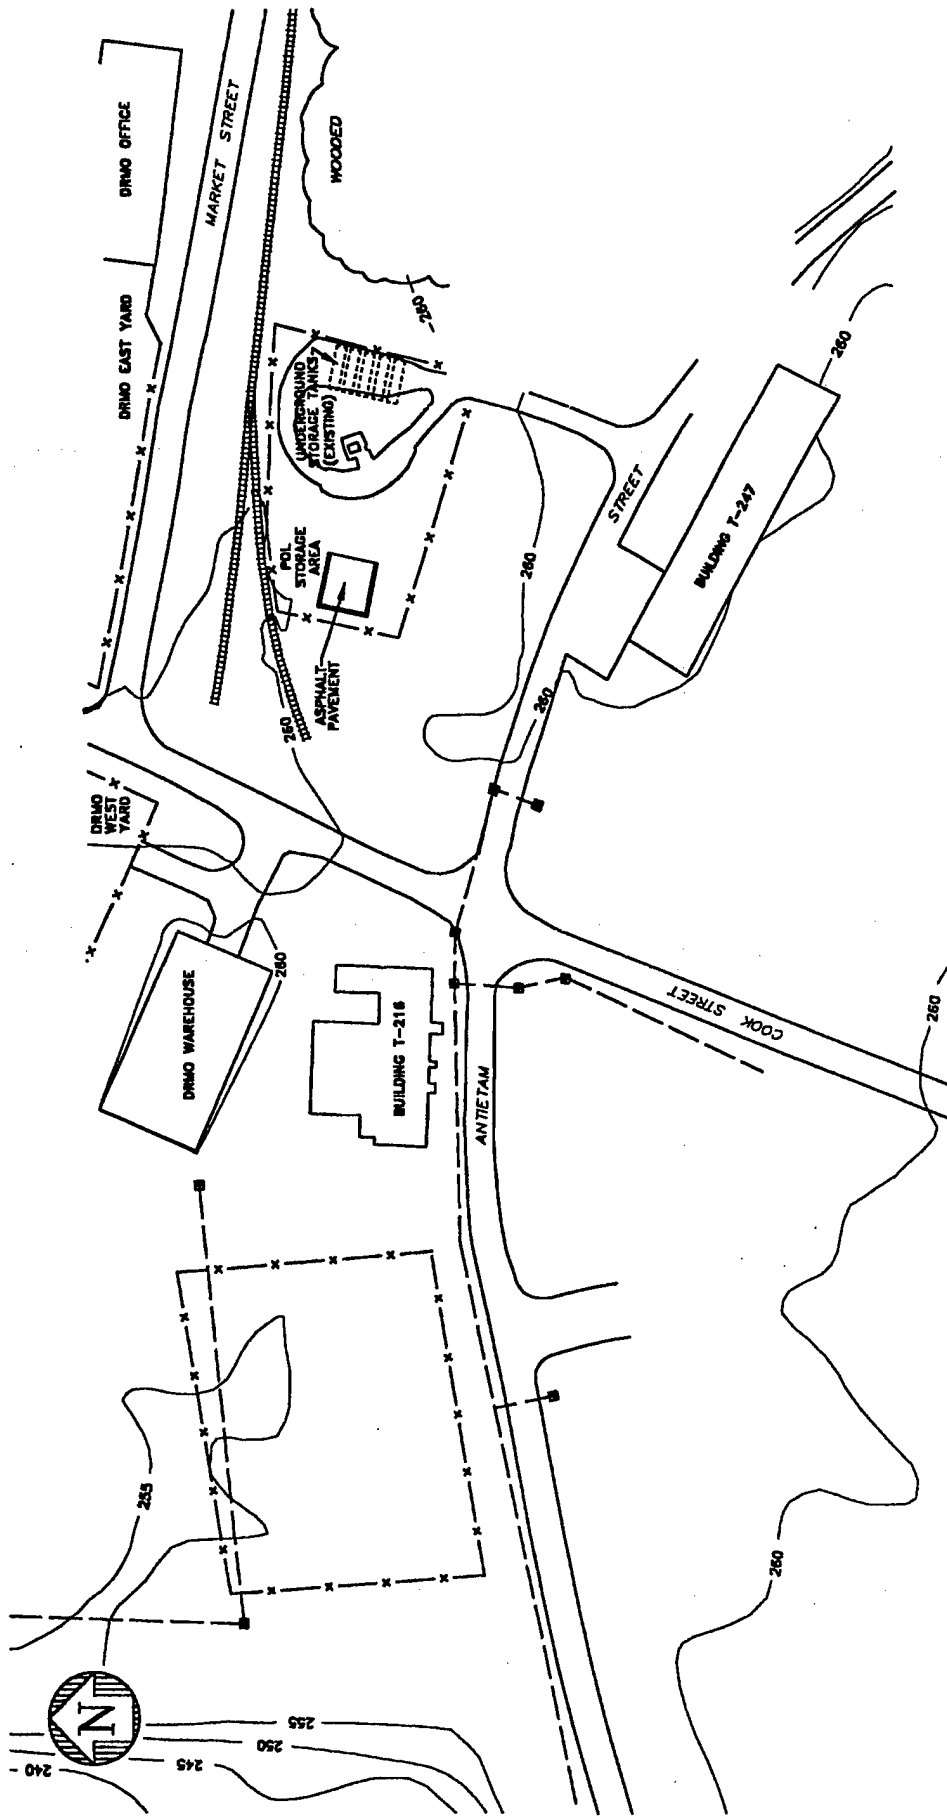 DRMO OFFICE
MARKET STREET
WOODED
DRMO EAST YARD
260
UNDERGROUND
STORAGE TANKS
(EXISTING)
260
POL
STORAGE
AREA
ASPHALT
PAVEMENT
260
STREET
BUILDING T-247
260
260
DRMO
WEST
YARD
DRMO WAREHOUSE
260
BUILDING T-216
ANTIETAM
COOK STREET
260
255
260
N
255
250
245
240